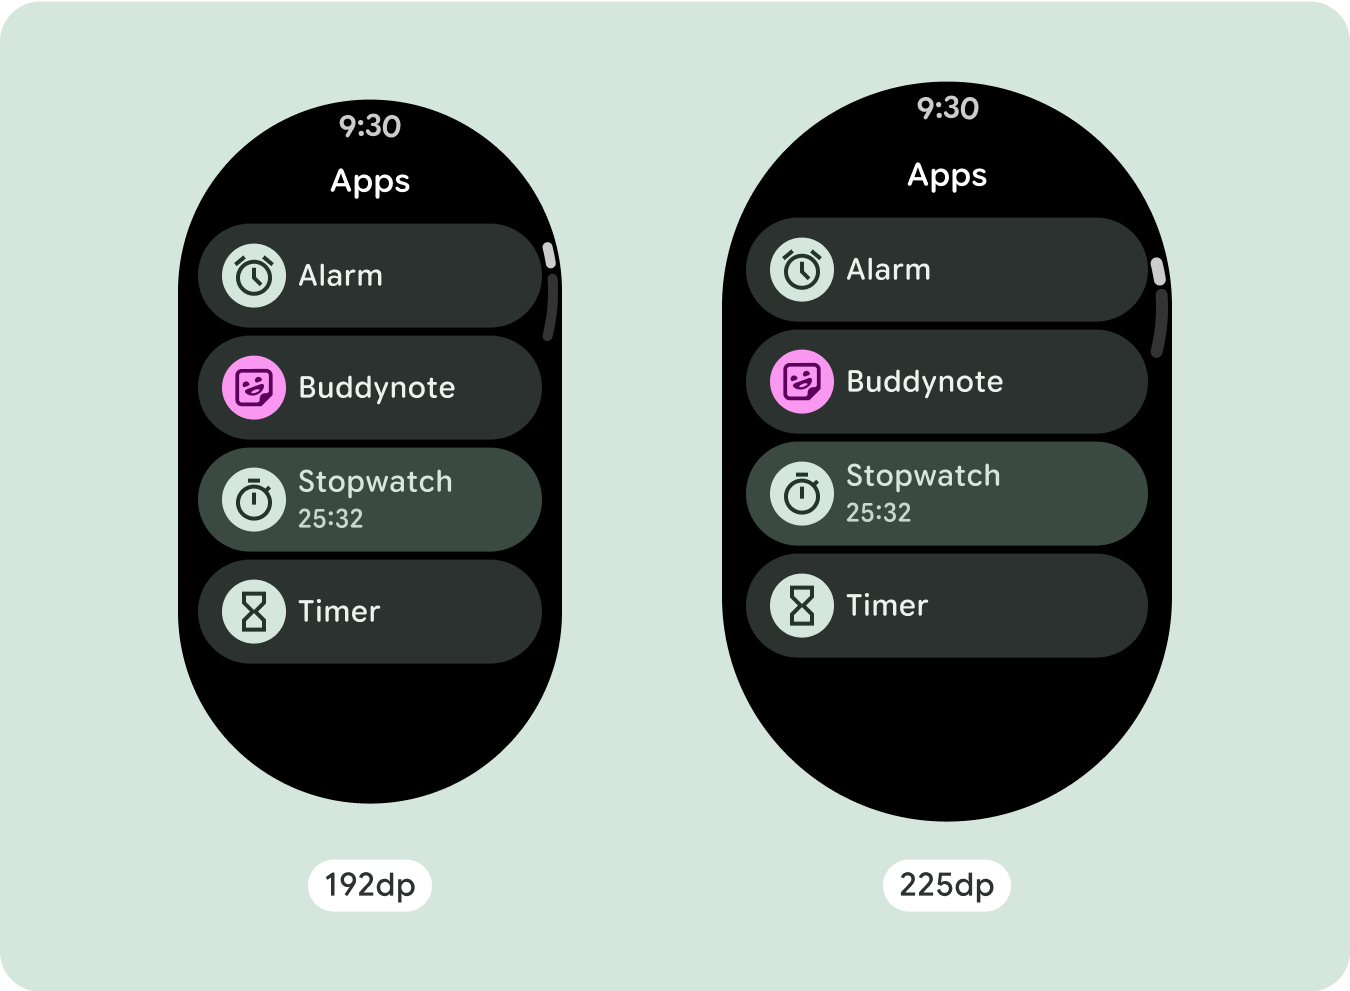 9:30
Apps
Alarm
Buddynote
Stopwatch
25:32
Timer
192dp
9:30
Apps
Alarm
Buddynote
Stopwatch
25:32
Timer
225dp